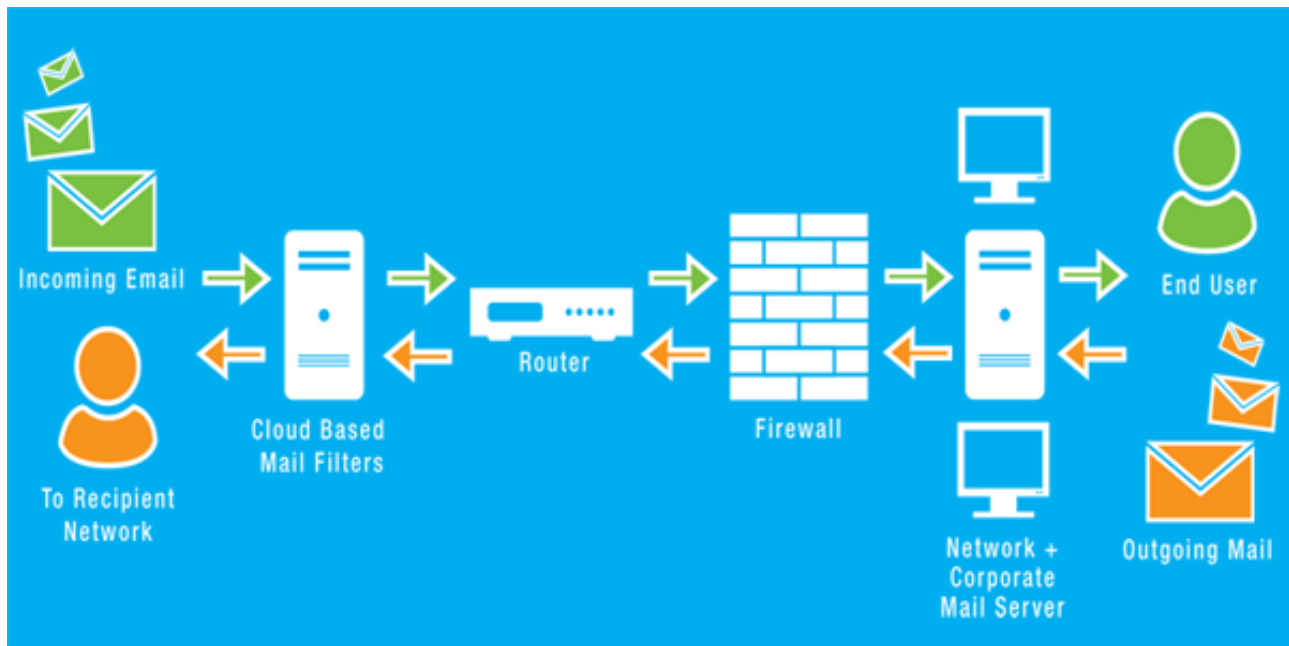 Incoming Email
To Recipient
Network
Cloud Based
Mail Filters
Router
Firewall
Network +
Corporate
Mail Server
End User
Outgoing Mail